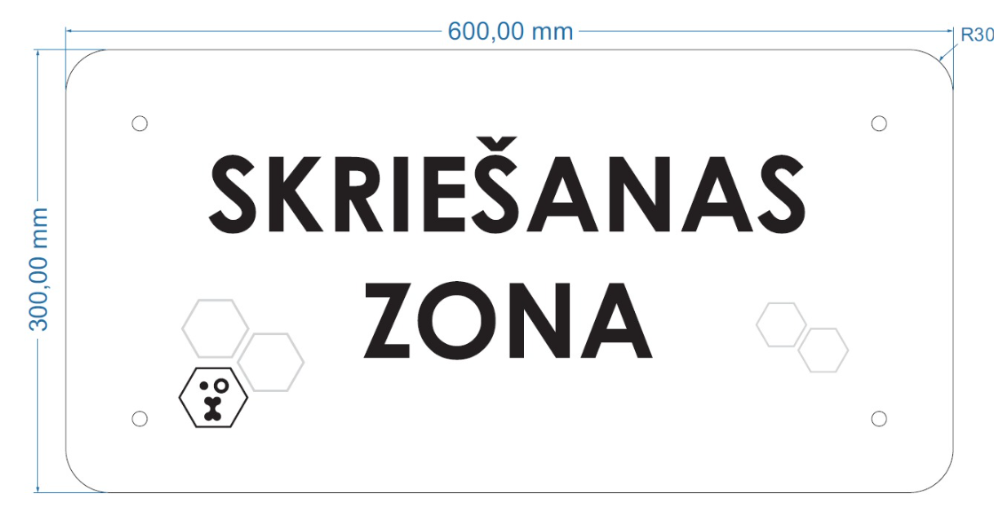 600,00 mm
R30
300,00 mm
SKRIEŠANAS
ZONA